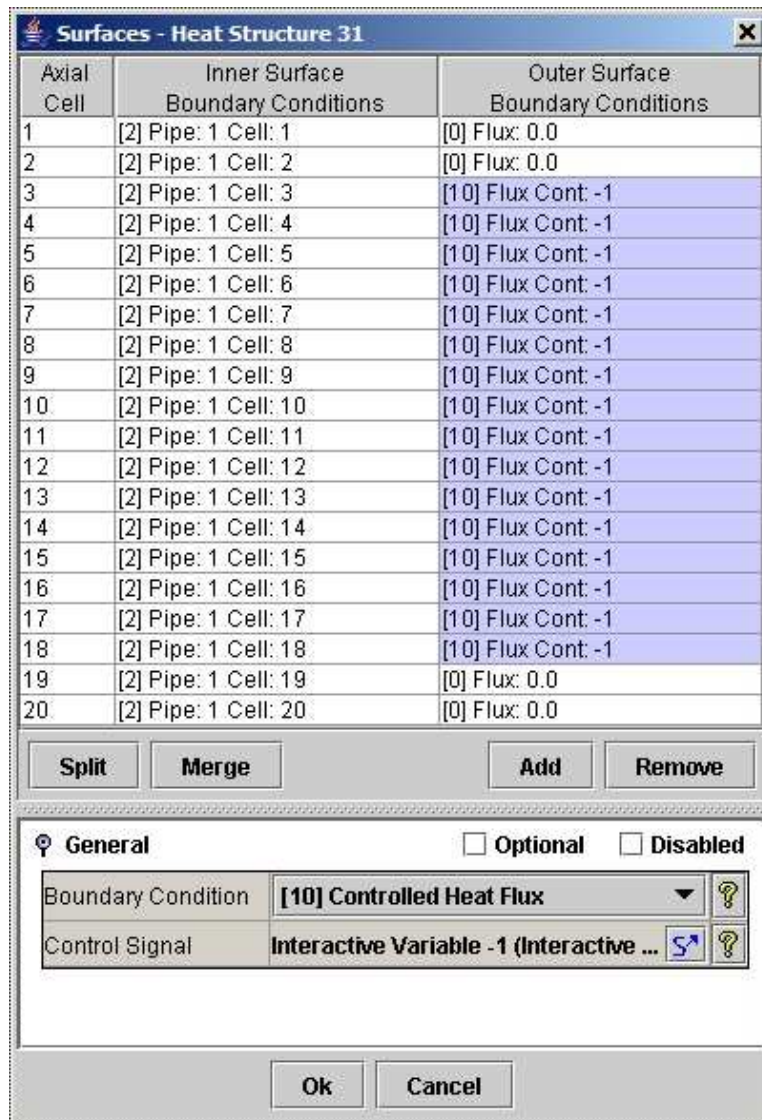 Surfaces - Heat Structure 31
Axial Cell Inner Surface Boundary Conditions Outer Surface Boundary Conditions
1 [2] Pipe: 1 Cell: 1 [0] Flux: 0.0
2 [2] Pipe: 1 Cell: 2 [0] Flux: 0.0
3 [2] Pipe: 1 Cell: 3 [10] Flux Cont: -1
4 [2] Pipe: 1 Cell: 4 [10] Flux Cont: -1
5 [2] Pipe: 1 Cell: 5 [10] Flux Cont: -1
6 [2] Pipe: 1 Cell: 6 [10] Flux Cont: -1
7 [2] Pipe: 1 Cell: 7 [10] Flux Cont: -1
8 [2] Pipe: 1 Cell: 8 [10] Flux Cont: -1
9 [2] Pipe: 1 Cell: 9 [10] Flux Cont: -1
10 [2] Pipe: 1 Cell: 10 [10] Flux Cont: -1
11 [2] Pipe: 1 Cell: 11 [10] Flux Cont: -1
12 [2] Pipe: 1 Cell: 12 [10] Flux Cont: -1
13 [2] Pipe: 1 Cell: 13 [10] Flux Cont: -1
14 [2] Pipe: 1 Cell: 14 [10] Flux Cont: -1
15 [2] Pipe: 1 Cell: 15 [10] Flux Cont: -1
16 [2] Pipe: 1 Cell: 16 [10] Flux Cont: -1
17 [2] Pipe: 1 Cell: 17 [10] Flux Cont: -1
18 [2] Pipe: 1 Cell: 18 [10] Flux Cont: -1
19 [2] Pipe: 1 Cell: 19 [0] Flux: 0.0
20 [2] Pipe: 1 Cell: 20 [0] Flux: 0.0
Split Merge Add Remove
General Optional Disabled
Boundary Condition [10] Controlled Heat Flux ?
Control Signal Interactive Variable -1 (Interactive ... S ?
Ok Cancel